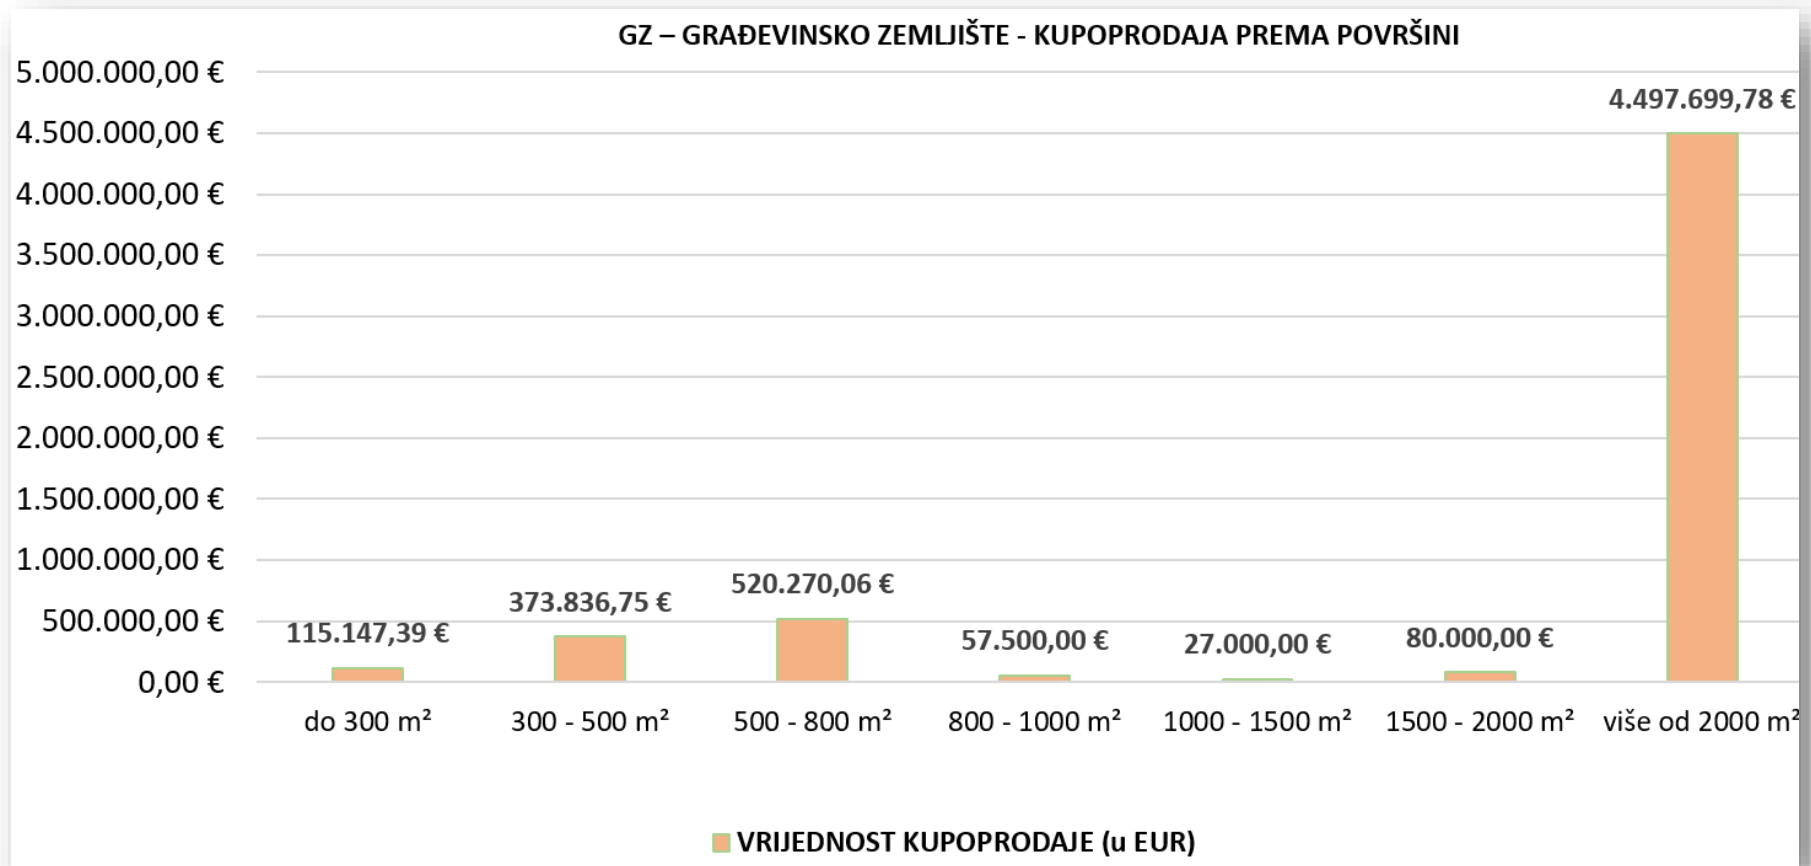 GZ – GRAĐEVINSKO ZEMLJIŠTE - KUPOPRODAJA PREMA POVRŠINI
5.000.000,00 €
4.500.000,00 €
4.000.000,00 €
3.500.000,00 €
3.000.000,00 €
2.500.000,00 €
2.000.000,00 €
1.500.000,00 €
1.000.000,00 €
500.000,00 €
0,00 €
115.147,39 €
373.836,75 €
520.270,06 €
57.500,00 €
27.000,00 €
80.000,00 €
4.497.699,78 €
do 300 m²
300 - 500 m²
500 - 800 m²
800 - 1000 m²
1000 - 1500 m²
1500 - 2000 m²
više od 2000 m²
VRIJEDNOST KUPOPRODAJE (u EUR)